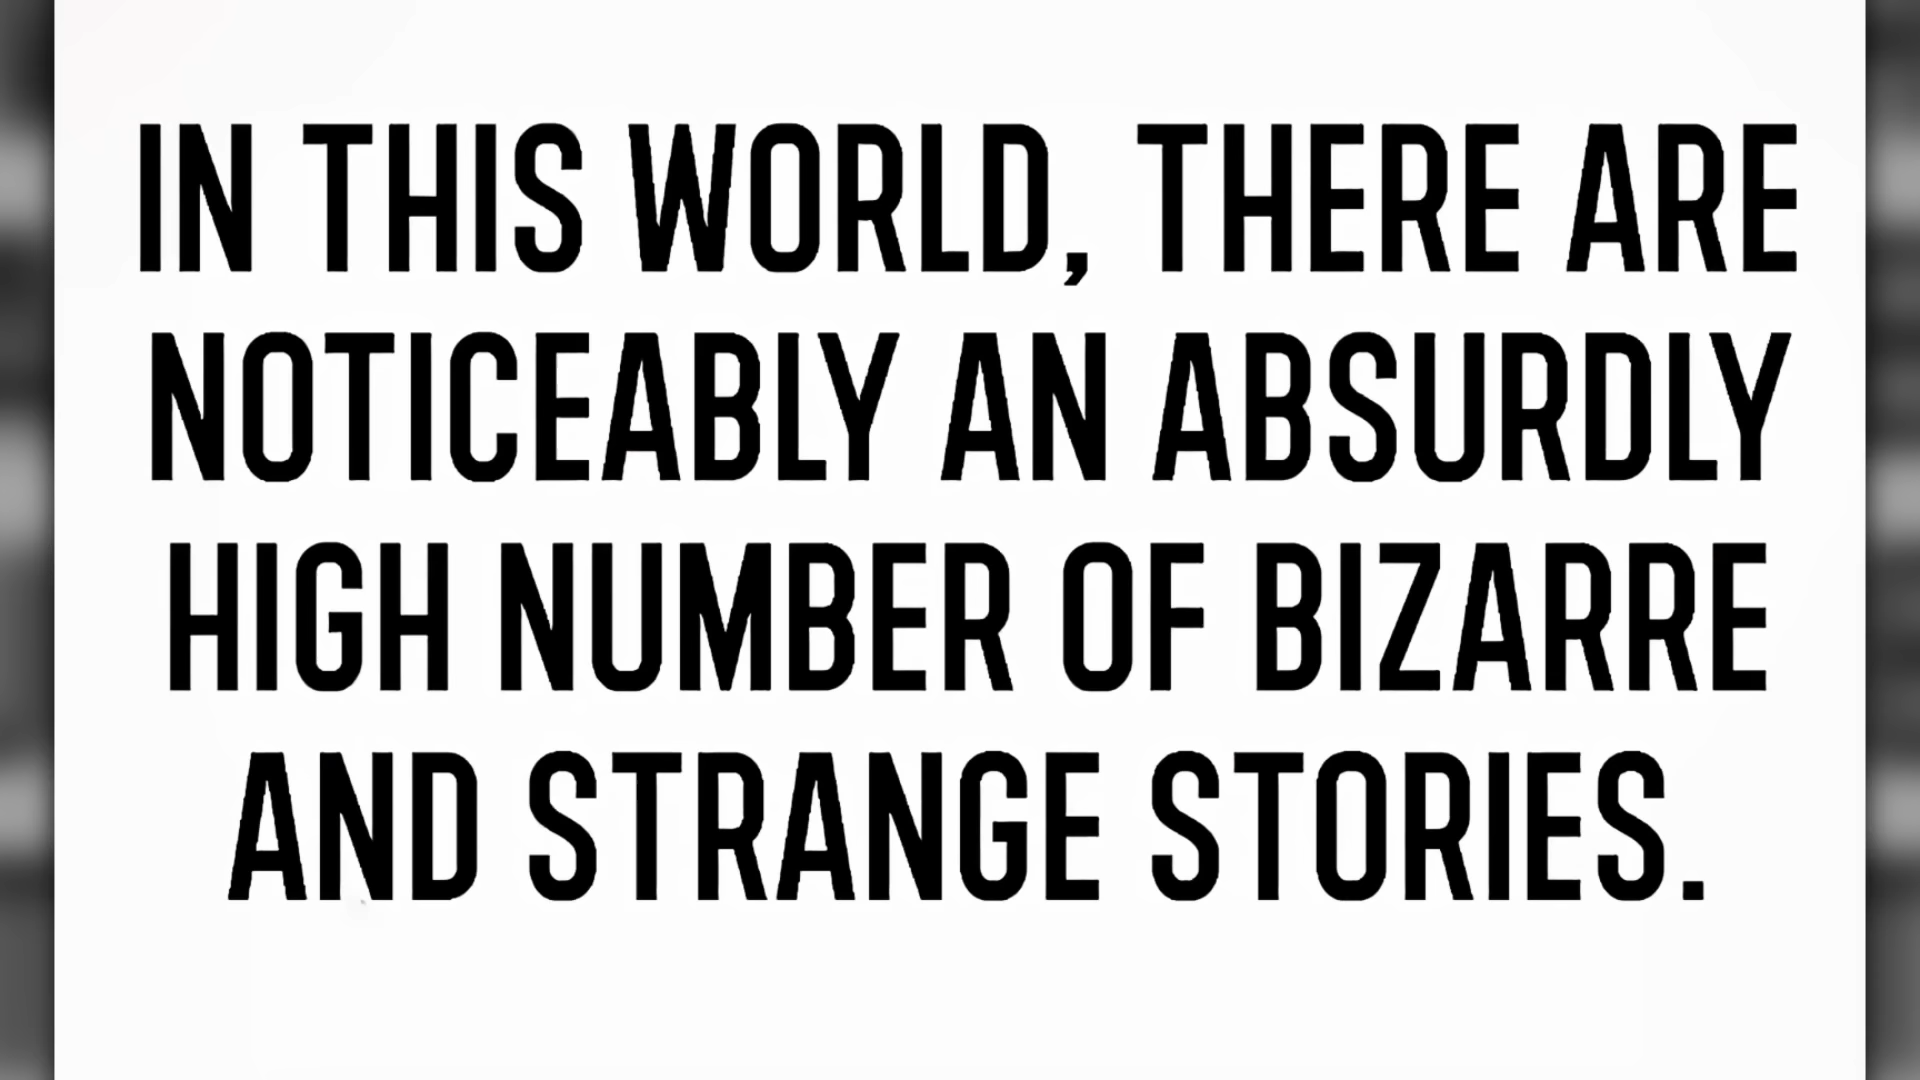 IN THIS WORLD, THERE ARE
NOTICEABLY AN ABSURDLY
HIGH NUMBER OF BIZARRE
AND STRANGE STORIES.